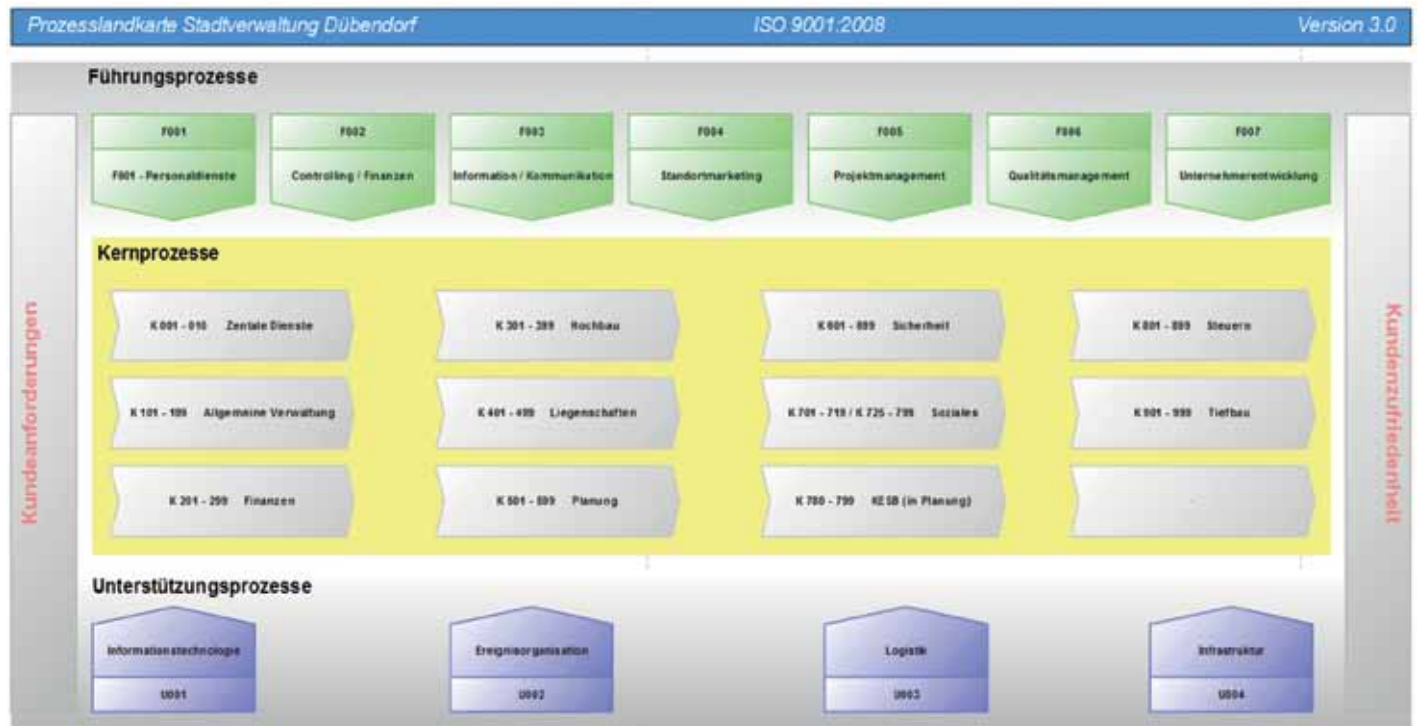 Prozesslandkarte Stadtverwaltung Dübendorf ISO 9001:2008 Version 3.0
Führungsprozesse
F001 F002 F003 F004 F005 F006 F007
F001 - Personaldienste Controlling / Finanzen Information / Kommunikation Standortmarketing Projektmanagement Qualitätsmanagement Unternehmerentwicklung
Kernprozesse
Kundeanforderungen
K 001 - 010 Zentale Dienste K 301 - 399 Hochbau K 601 - 699 Sicherheit K 801 - 899 Steuern
K 101 - 199 Allgemeine Verwaltung K 401 - 499 Liegenschaften K 701 - 719 / K 725 - 799 Soziales K 901 - 999 Tiefbau
K 201 - 299 Finanzen K 501 - 599 Planung K 780 - 799 KESB (in Planung)
Kundenzufriedenheit
Unterstützungsprozesse
Informationstechnologie Ereignisorganisation Logistik Infrastruktur
U001 U002 U003 U004